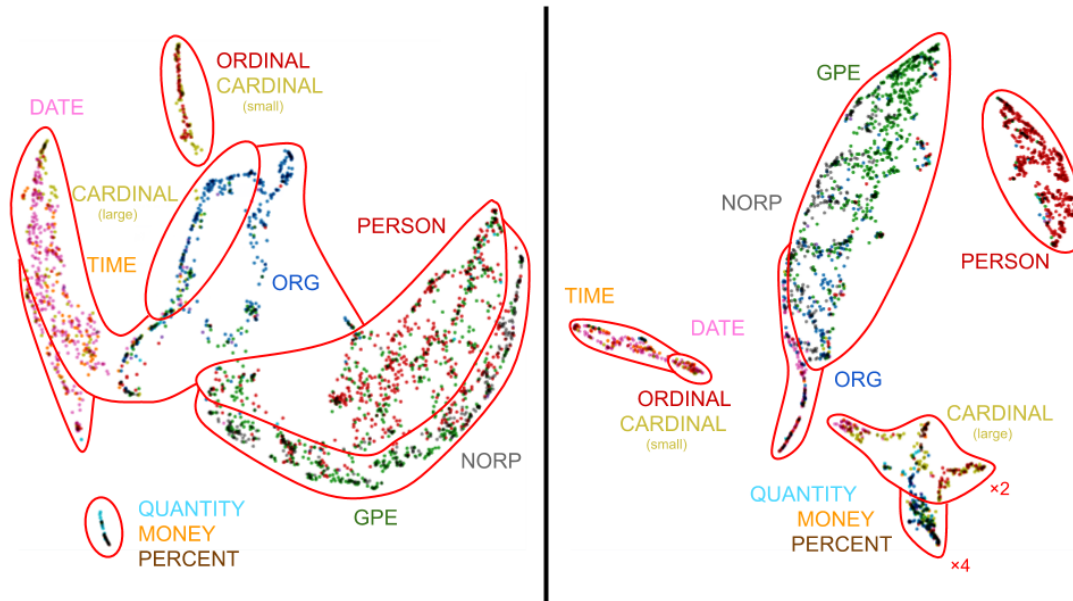 ORDINAL
CARDINAL
(small)
DATE
CARDINAL
(large)
TIME
PERSON
ORG
NORP
GPE
QUANTITY
MONEY
PERCENT
GPE
NORP
PERSON
TIME
DATE
ORG
ORDINAL
CARDINAL
(small)
CARDINAL
(large)
×2
QUANTITY
MONEY
PERCENT
×4